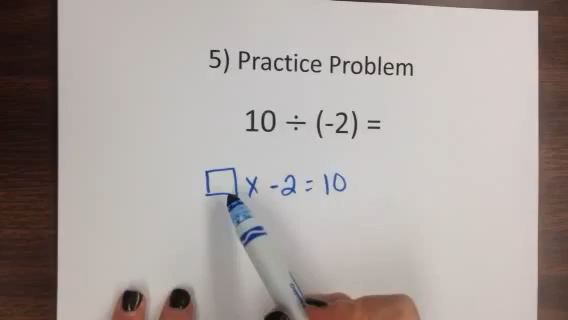 5) Practice Problem
10 ÷ (-2) =
□ x -2 = 10